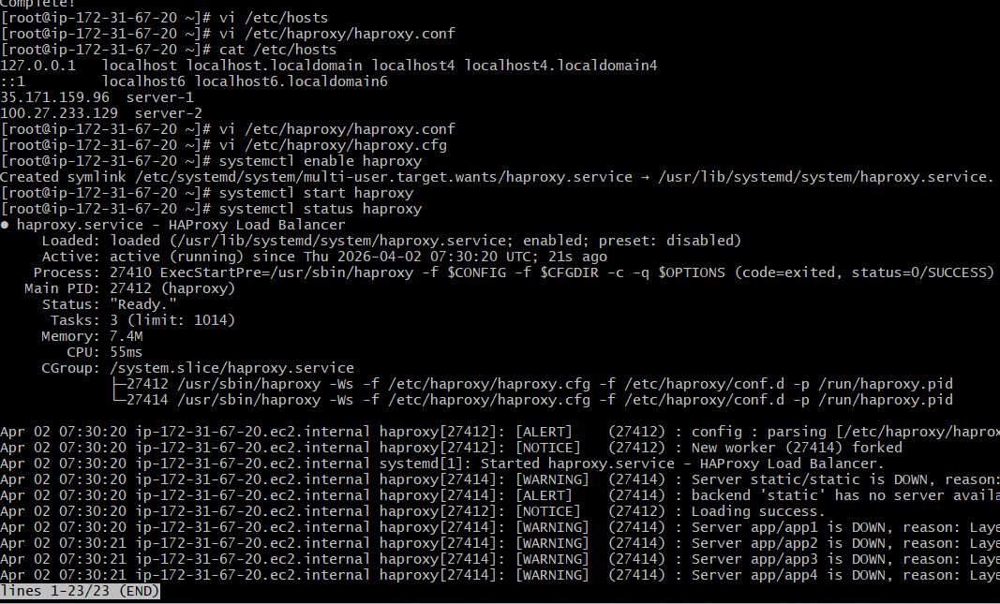 Complete!
[root@ip-172-31-67-20 ~]# vi /etc/hosts
[root@ip-172-31-67-20 ~]# vi /etc/haproxy/haproxy.conf
[root@ip-172-31-67-20 ~]# cat /etc/hosts
127.0.0.1   localhost localhost.localdomain localhost4 localhost4.localdomain4
::1         localhost6 localhost6.localdomain6
35.171.159.96  server-1
100.27.233.129  server-2
[root@ip-172-31-67-20 ~]# vi /etc/haproxy/haproxy.conf
[root@ip-172-31-67-20 ~]# vi /etc/haproxy/haproxy.cfg
[root@ip-172-31-67-20 ~]# systemctl enable haproxy
Created symlink /etc/systemd/system/multi-user.target.wants/haproxy.service → /usr/lib/systemd/system/haproxy.service.
[root@ip-172-31-67-20 ~]# systemctl start haproxy
[root@ip-172-31-67-20 ~]# systemctl status haproxy
● haproxy.service - HAProxy Load Balancer
     Loaded: loaded (/usr/lib/systemd/system/haproxy.service; enabled; preset: disabled)
     Active: active (running) since Thu 2026-04-02 07:30:20 UTC; 21s ago
    Process: 27410 ExecStartPre=/usr/sbin/haproxy -f $CONFIG -f $CFGDIR -c -q $OPTIONS (code=exited, status=0/SUCCESS)
   Main PID: 27412 (haproxy)
     Status: "Ready."
      Tasks: 3 (limit: 1014)
     Memory: 7.4M
        CPU: 55ms
     CGroup: /system.slice/haproxy.service
             ├─27412 /usr/sbin/haproxy -Ws -f /etc/haproxy/haproxy.cfg -f /etc/haproxy/conf.d -p /run/haproxy.pid
             └─27414 /usr/sbin/haproxy -Ws -f /etc/haproxy/haproxy.cfg -f /etc/haproxy/conf.d -p /run/haproxy.pid
Apr 02 07:30:20 ip-172-31-67-20.ec2.internal haproxy[27412]: [ALERT]    (27412) : config : parsing [/etc/haproxy/haprox
Apr 02 07:30:20 ip-172-31-67-20.ec2.internal haproxy[27412]: [NOTICE]   (27412) : New worker (27414) forked
Apr 02 07:30:20 ip-172-31-67-20.ec2.internal systemd[1]: Started haproxy.service - HAProxy Load Balancer.
Apr 02 07:30:20 ip-172-31-67-20.ec2.internal haproxy[27414]: [WARNING]  (27414) : Server static/static is DOWN, reason:
Apr 02 07:30:20 ip-172-31-67-20.ec2.internal haproxy[27414]: [ALERT]    (27414) : backend 'static' has no server availa
Apr 02 07:30:20 ip-172-31-67-20.ec2.internal haproxy[27412]: [NOTICE]   (27412) : Loading success.
Apr 02 07:30:20 ip-172-31-67-20.ec2.internal haproxy[27414]: [WARNING]  (27414) : Server app/app1 is DOWN, reason: Laye
Apr 02 07:30:21 ip-172-31-67-20.ec2.internal haproxy[27414]: [WARNING]  (27414) : Server app/app2 is DOWN, reason: Laye
Apr 02 07:30:21 ip-172-31-67-20.ec2.internal haproxy[27414]: [WARNING]  (27414) : Server app/app3 is DOWN, reason: Laye
Apr 02 07:30:21 ip-172-31-67-20.ec2.internal haproxy[27414]: [WARNING]  (27414) : Server app/app4 is DOWN, reason: Laye
lines 1-23/23 (END)